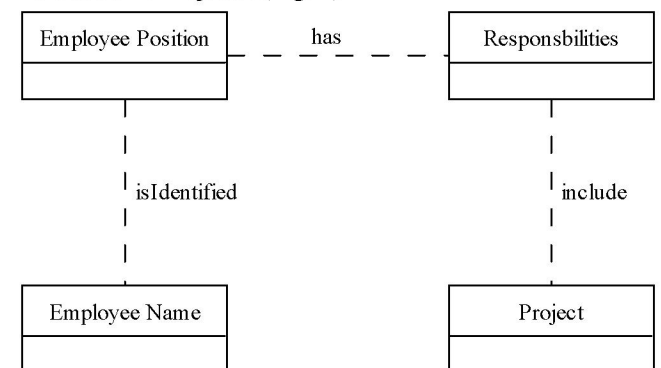 Employee Position
has
Responsbilities
isIdentified
include
Employee Name
Project